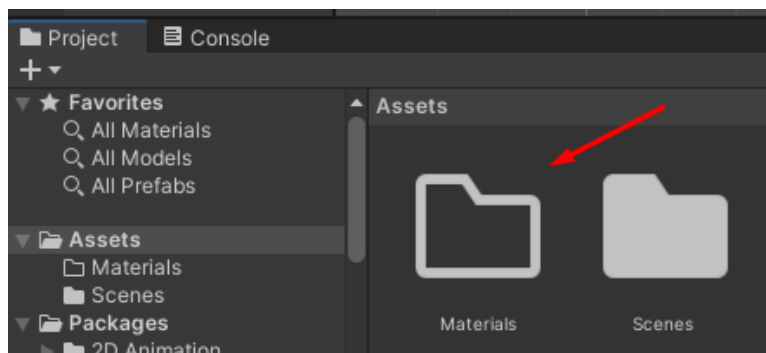 Project
Console
Favorites
All Materials
All Models
All Prefabs
Assets
Materials
Scenes
Packages
2D Animation
Assets
Materials
Scenes